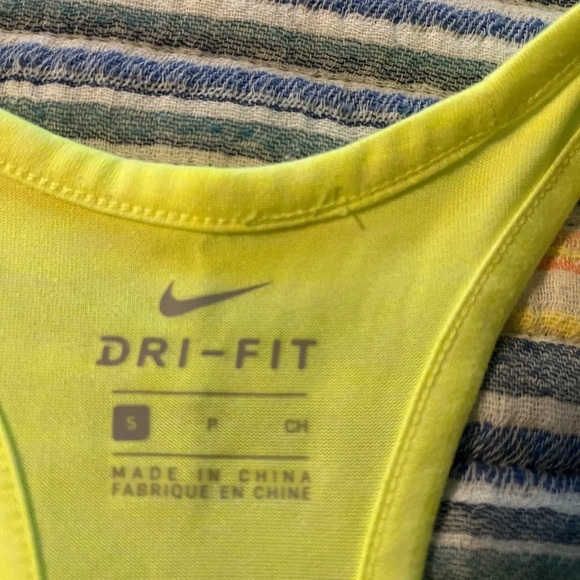 DRI-FIT
S P CH
MADE IN CHINA
FABRIQUE EN CHINE